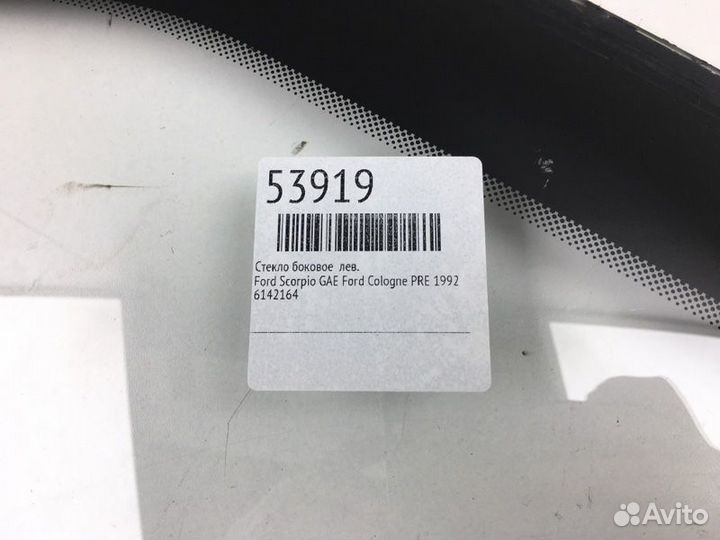 53919
Стекло боковое лев.
Ford Scorpio GAE Ford Cologne PRE 1992
6142164
Avito